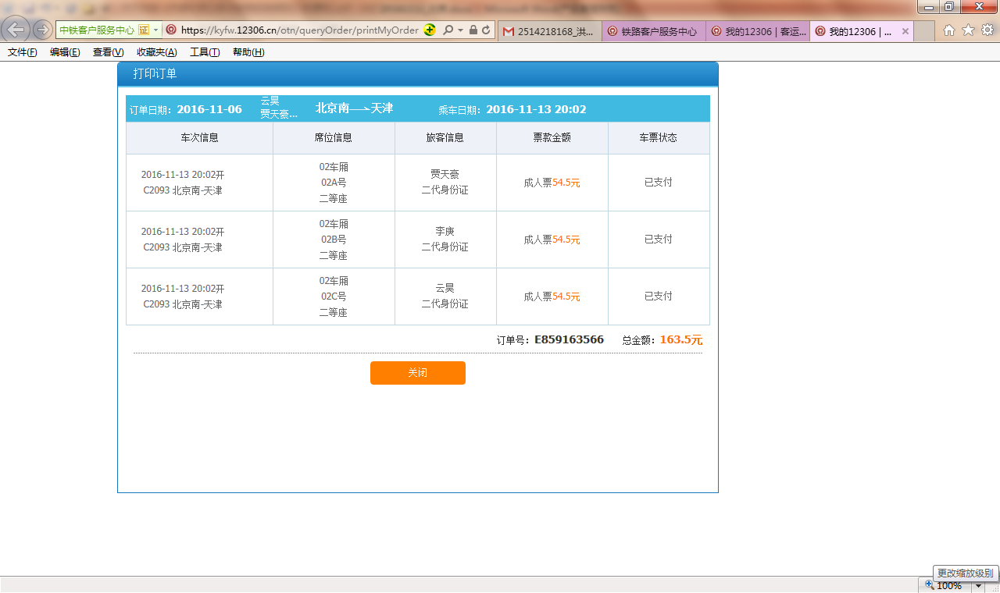 中铁客户服务中心 证
https://kyfw.12306.cn/otn/queryOrder/printMyOrder
2514218168_洪...
铁路客户服务中心
我的12306 | 客运...
我的12306 | ...
文件(F) 编辑(E) 查看(V) 收藏夹(A) 工具(T) 帮助(H)
打印订单
订单日期：2016-11-06
云昊
贾天豪...
北京南—→天津
乘车日期：2016-11-13 20:02
车次信息 席位信息 旅客信息 票款金额 车票状态
2016-11-13 20:02开
C2093 北京南-天津
02车厢
02A号
二等座
贾天豪
二代身份证
成人票54.5元
已支付
2016-11-13 20:02开
C2093 北京南-天津
02车厢
02B号
二等座
李庚
二代身份证
成人票54.5元
已支付
2016-11-13 20:02开
C2093 北京南-天津
02车厢
02C号
二等座
云昊
二代身份证
成人票54.5元
已支付
订单号：E859163566 总金额：163.5元
关闭
更改缩放级别
100%